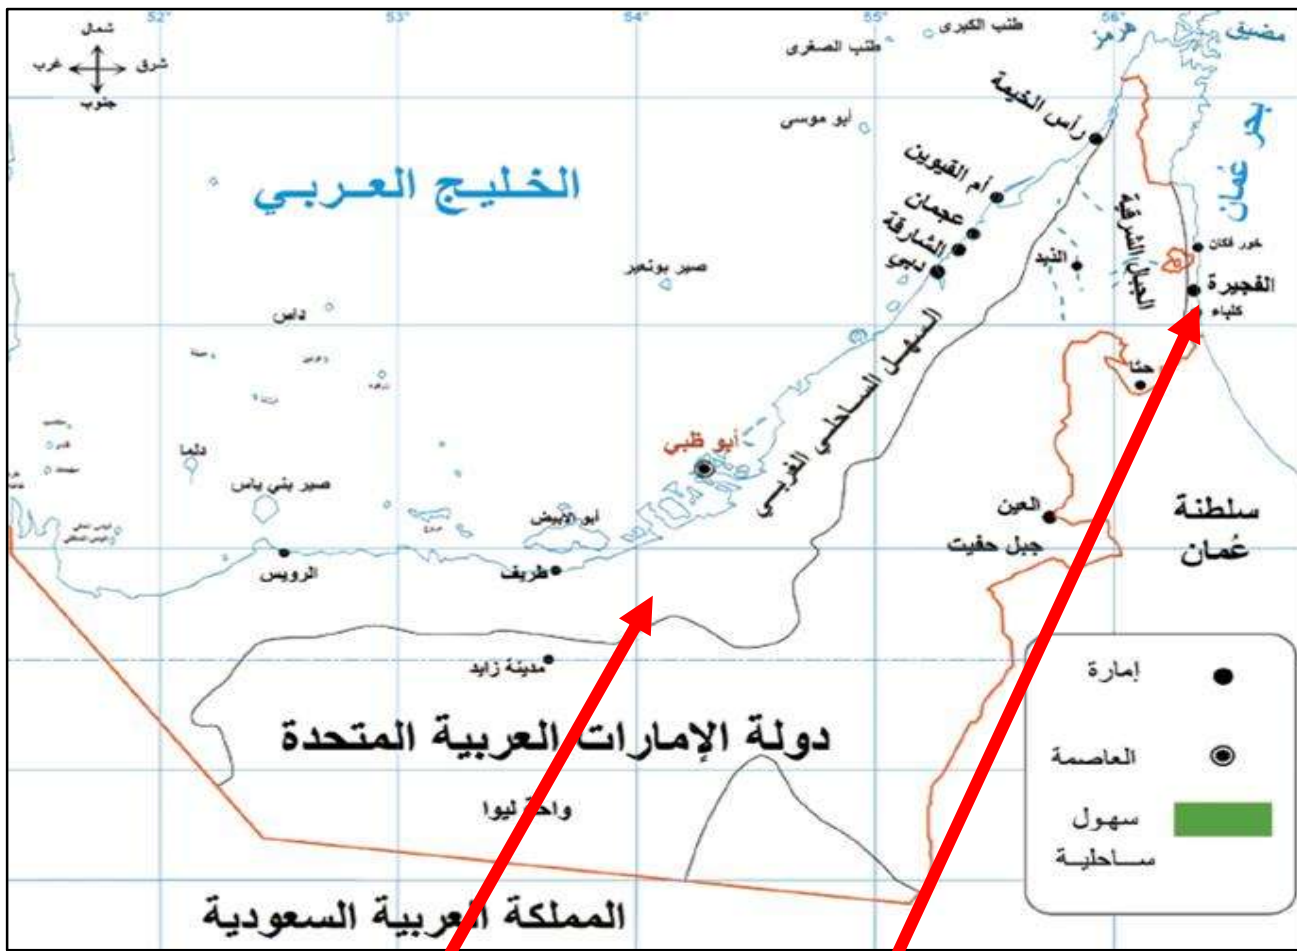 52° 53° 54° 55° 56°
شمال
غرب شرق
جنوب
طنب الكبرى
طنب الصغرى
هرمز
مضيق
أبو موسى
رأس الخيمة
بحر عُمان
الخليج العربي
أم القيوين
عجمان
الشارقة
دبي
الجبال الشرقية
خور فكان
الذيد
الفجيرة
كلباء
صير بونعير
داس
السهل الساحلي الغربي
حتا
أبو ظبي
دلما
صير بني ياس
أبو الأبيض
العين
جبل حفيت
سلطنة
عُمان
الرويس
طريف
مدينة زايد
دولة الإمارات العربية المتحدة
واحة ليوا
المملكة العربية السعودية
إمارة
العاصمة
سهول
ساحلية